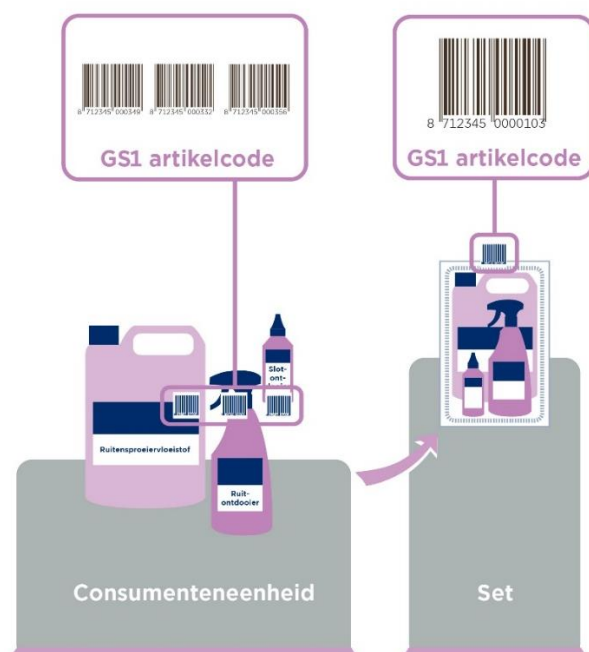 8 712345 000349 8 712345 000332 8 712345 000356
GS1 artikelcode
8 712345 0000103
GS1 artikelcode
Slot-
ont-
Ruitensproeiervloeistof
Ruit-
ontdooier
Consumenteneenheid
Set